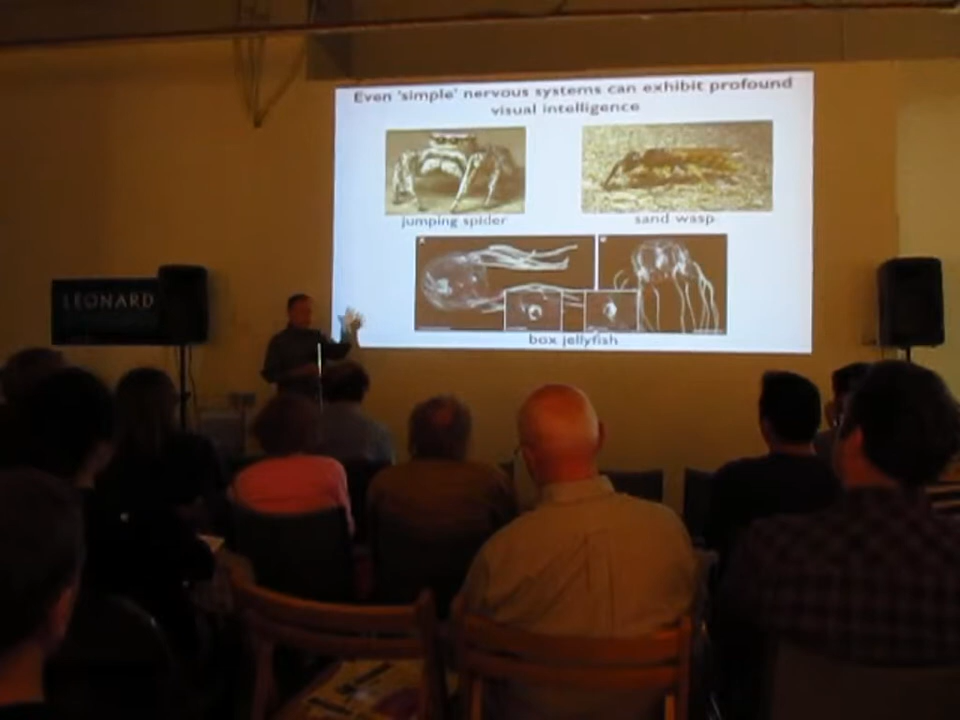 Even 'simple' nervous systems can exhibit profound
visual intelligence
jumping spider
sand wasp
box jellyfish
LEONARD